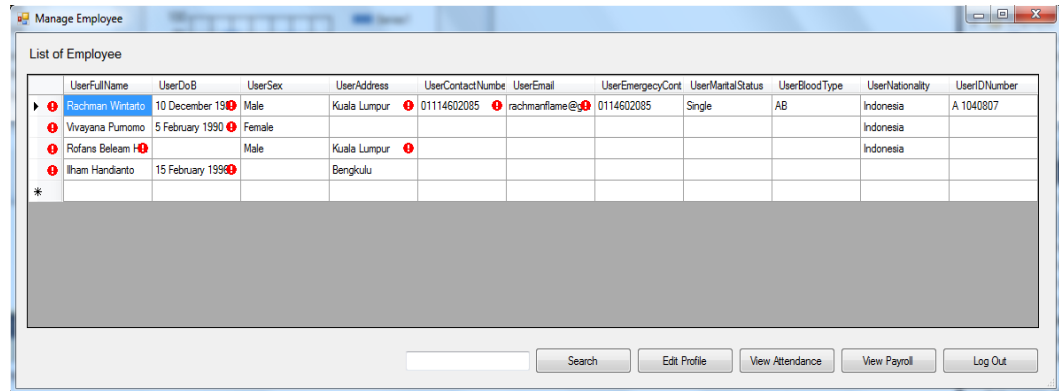 Manage Employee
List of Employee
UserFullName UserDoB UserSex UserAddress UserContactNumbe UserEmail UserEmergecyCont UserMaritalStatus UserBloodType UserNationality UserIDNumber
Rachman Wintarto 10 December 19 Male Kuala Lumpur 01114602085 rachmanflame@g 0114602085 Single AB Indonesia A 1040807
Vivayana Purnomo 5 February 1990 Female Indonesia
Rofans Beleam H Male Kuala Lumpur Indonesia
Ilham Handianto 15 February 1990 Bengkulu
Search Edit Profile View Attendance View Payroll Log Out